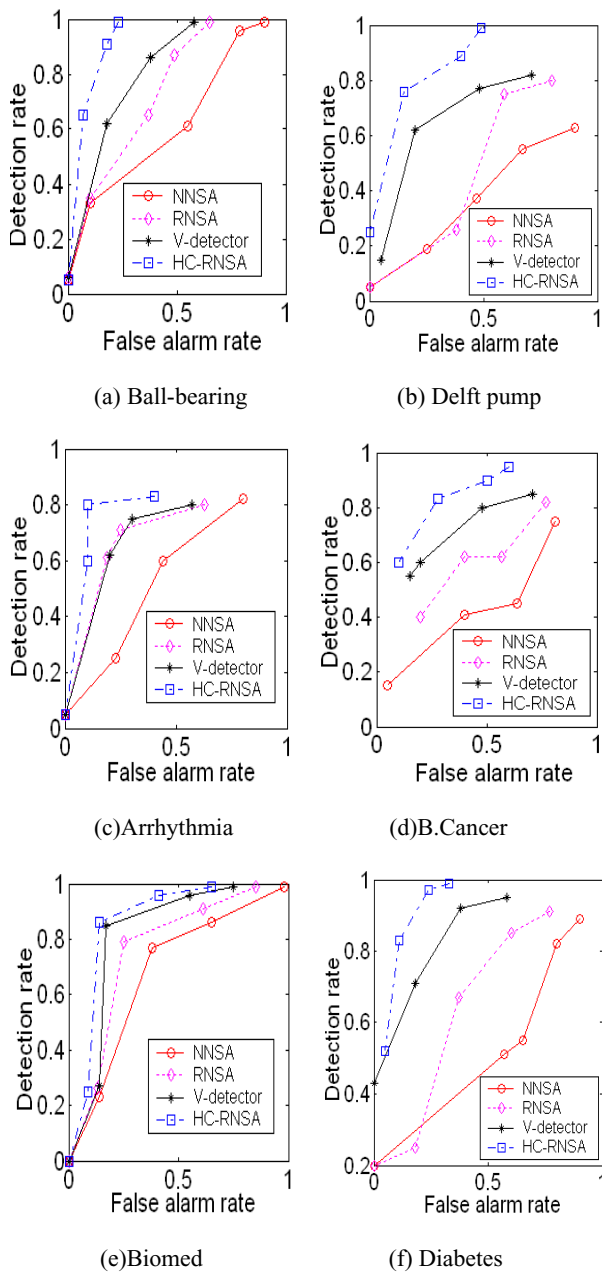 1
0.8
0.6
0.4
0.2
0
Detection rate
0 0.5 1
False alarm rate
NNSA
RNSA
V-detector
HC-RNSA
(a) Ball-bearing
1
0.8
0.6
0.4
0.2
0
Detection rate
0 0.5 1
False alarm rate
NNSA
RNSA
V-detector
HC-RNSA
(b) Delft pump
1
0.8
0.6
0.4
0.2
0
Detection rate
0 0.5 1
False alarm rate
NNSA
RNSA
V-detector
HC-RNSA
(c)Arrhythmia
1
0.8
0.6
0.4
0.2
0
Detection rate
0 0.5 1
False alarm rate
NNSA
RNSA
V-detector
HC-RNSA
(d)B.Cancer
1
0.8
0.6
0.4
0.2
0
Detection rate
0 0.5 1
False alarm rate
NNSA
RNSA
V-detector
HC-RNSA
(e)Biomed
1
0.8
0.6
0.4
0.2
Detection rate
0 0.5 1
False alarm rate
NNSA
RNSA
V-detector
HC-RNSA
(f) Diabetes